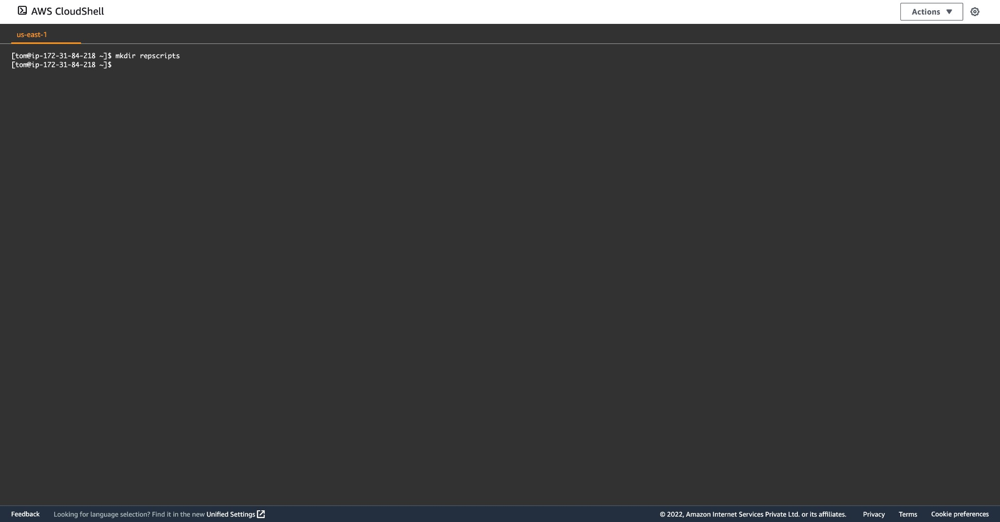 AWS CloudShell
Actions ▼
us-east-1
[tom@ip-172-31-84-218 ~]$ mkdir repscripts
[tom@ip-172-31-84-218 ~]$
Feedback Looking for language selection? Find it in the new Unified Settings © 2022, Amazon Internet Services Private Ltd. or its affiliates. Privacy Terms Cookie preferences